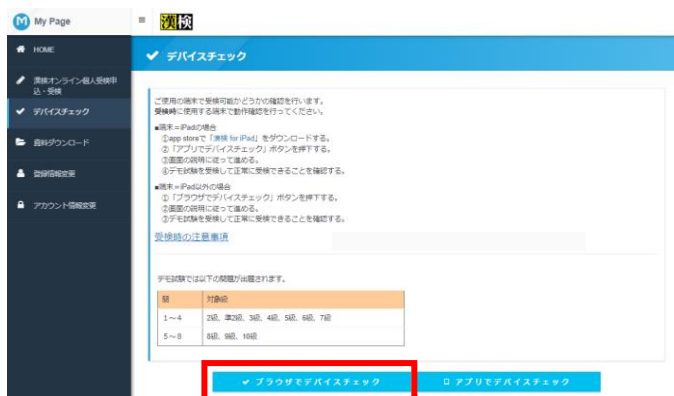 My Page
漢検
HOME
漢検オンライン個人受検申
込・受検
デバイスチェック
資料ダウンロード
登録情報変更
アカウント情報変更
デバイスチェック
ご使用の端末で受検可能かどうかの確認を行います。
受検時に使用する端末で動作確認を行ってください。
■端末＝iPadの場合
①app storeで「漢検 for iPad」をダウンロードする。
②「アプリでデバイスチェック」ボタンを押下する。
③画面の説明に従って進める。
④デモ試験を受検して正常に受検できることを確認する。
■端末＝iPad以外の場合
①「ブラウザでデバイスチェック」ボタンを押下する。
②画面の説明に従って進める。
③デモ試験を受検して正常に受検できることを確認する。
受検時の注意事項
デモ試験では以下の問題が出題されます。
問 対象級
1～4 2級、準2級、3級、4級、5級、6級、7級
5～8 8級、9級、10級
ブラウザでデバイスチェック
アプリでデバイスチェック